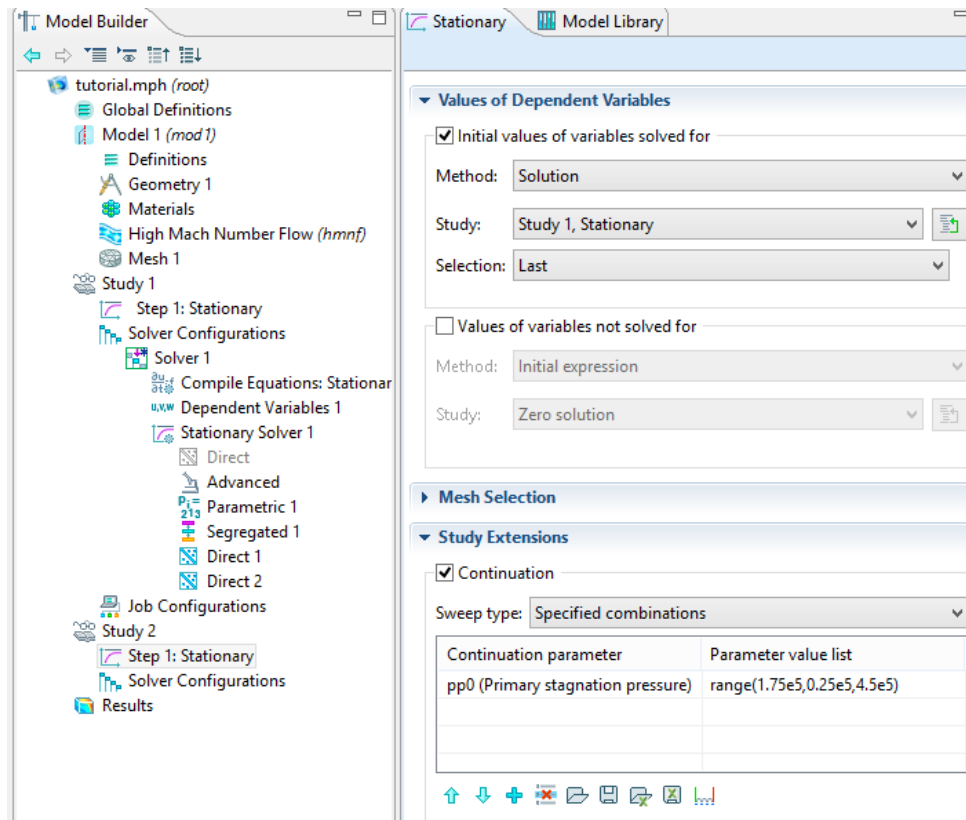 Model Builder
tutorial.mph (root)
Global Definitions
Model 1 (mod1)
Definitions
Geometry 1
Materials
High Mach Number Flow (hmnf)
Mesh 1
Study 1
Step 1: Stationary
Solver Configurations
Solver 1
Compile Equations: Stationar
Dependent Variables 1
Stationary Solver 1
Direct
Advanced
Parametric 1
Segregated 1
Direct 1
Direct 2
Job Configurations
Study 2
Step 1: Stationary
Solver Configurations
Results
Stationary Model Library
Values of Dependent Variables
Initial values of variables solved for
Method: Solution
Study: Study 1, Stationary
Selection: Last
Values of variables not solved for
Method: Initial expression
Study: Zero solution
Mesh Selection
Study Extensions
Continuation
Sweep type: Specified combinations
Continuation parameter Parameter value list
pp0 (Primary stagnation pressure) range(1.75e5,0.25e5,4.5e5)